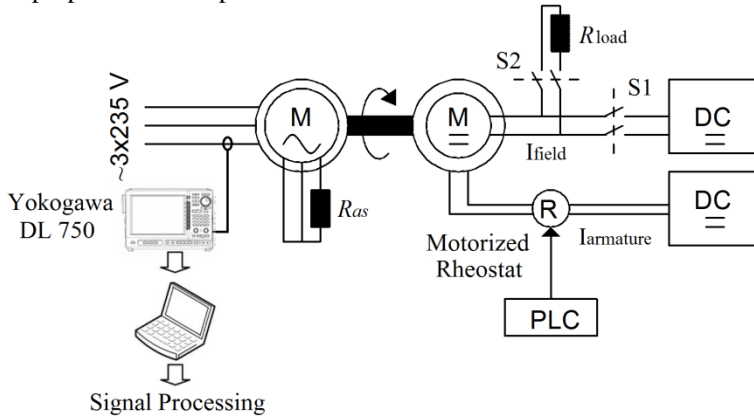 Rload
S2
S1
~3x235 V
M
M
DC
Ifield
Yokogawa
DL 750
Ras
R
Iarmature
DC
Motorized
Rheostat
PLC
Signal Processing